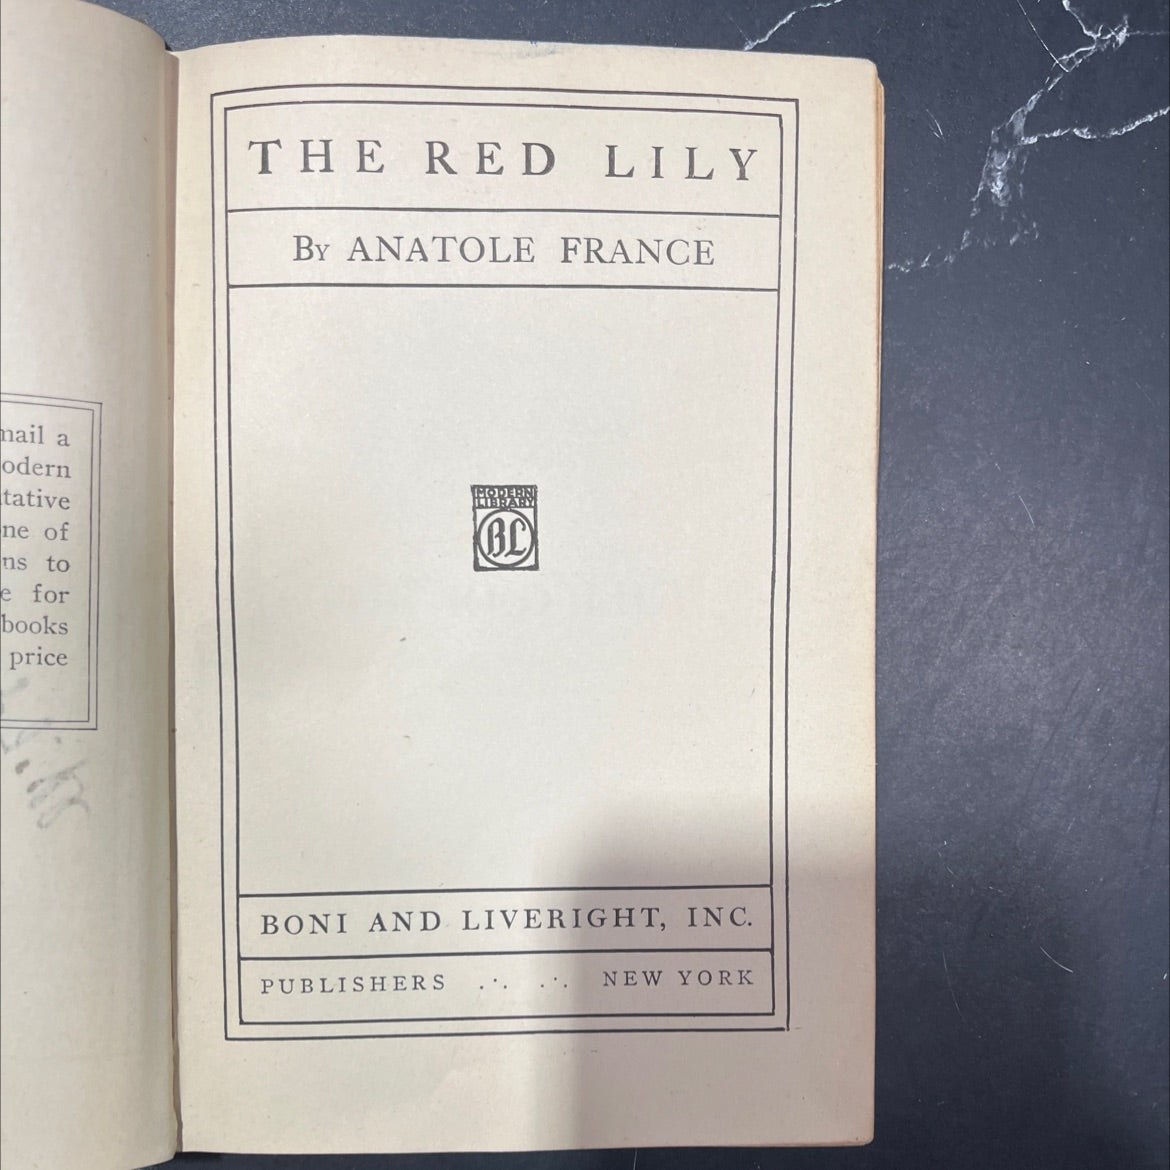 mail a
odern
tative
ne of
ns to
e for
books
price
THE RED LILY
By ANATOLE FRANCE
MODERN
LIBRARY
BL
BONI AND LIVERIGHT, INC.
PUBLISHERS .·. .·. NEW YORK